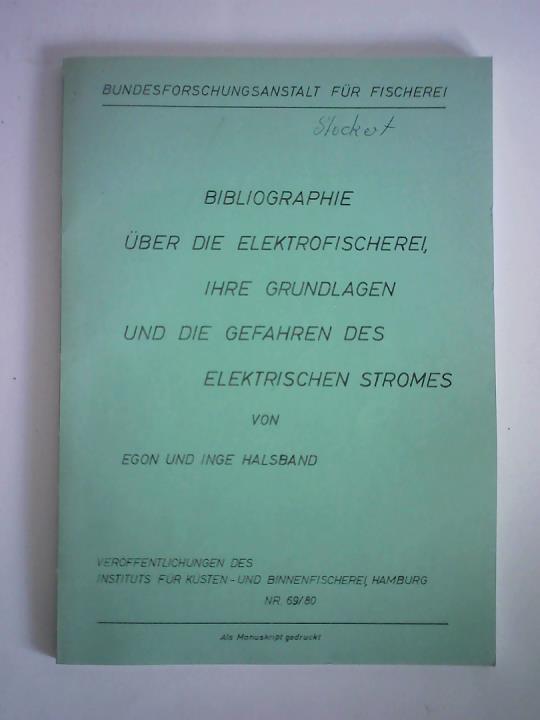 BUNDESFORSCHUNGSANSTALT FÜR FISCHEREI
Stockert
BIBLIOGRAPHIE
ÜBER DIE ELEKTROFISCHEREI,
IHRE GRUNDLAGEN
UND DIE GEFAHREN DES
ELEKTRISCHEN STROMES
VON
EGON UND INGE HALSBAND
VERÖFFENTLICHUNGEN DES
INSTITUTS FÜR KÜSTEN- UND BINNENFISCHEREI, HAMBURG
NR. 69/80
Als Manuskript gedruckt